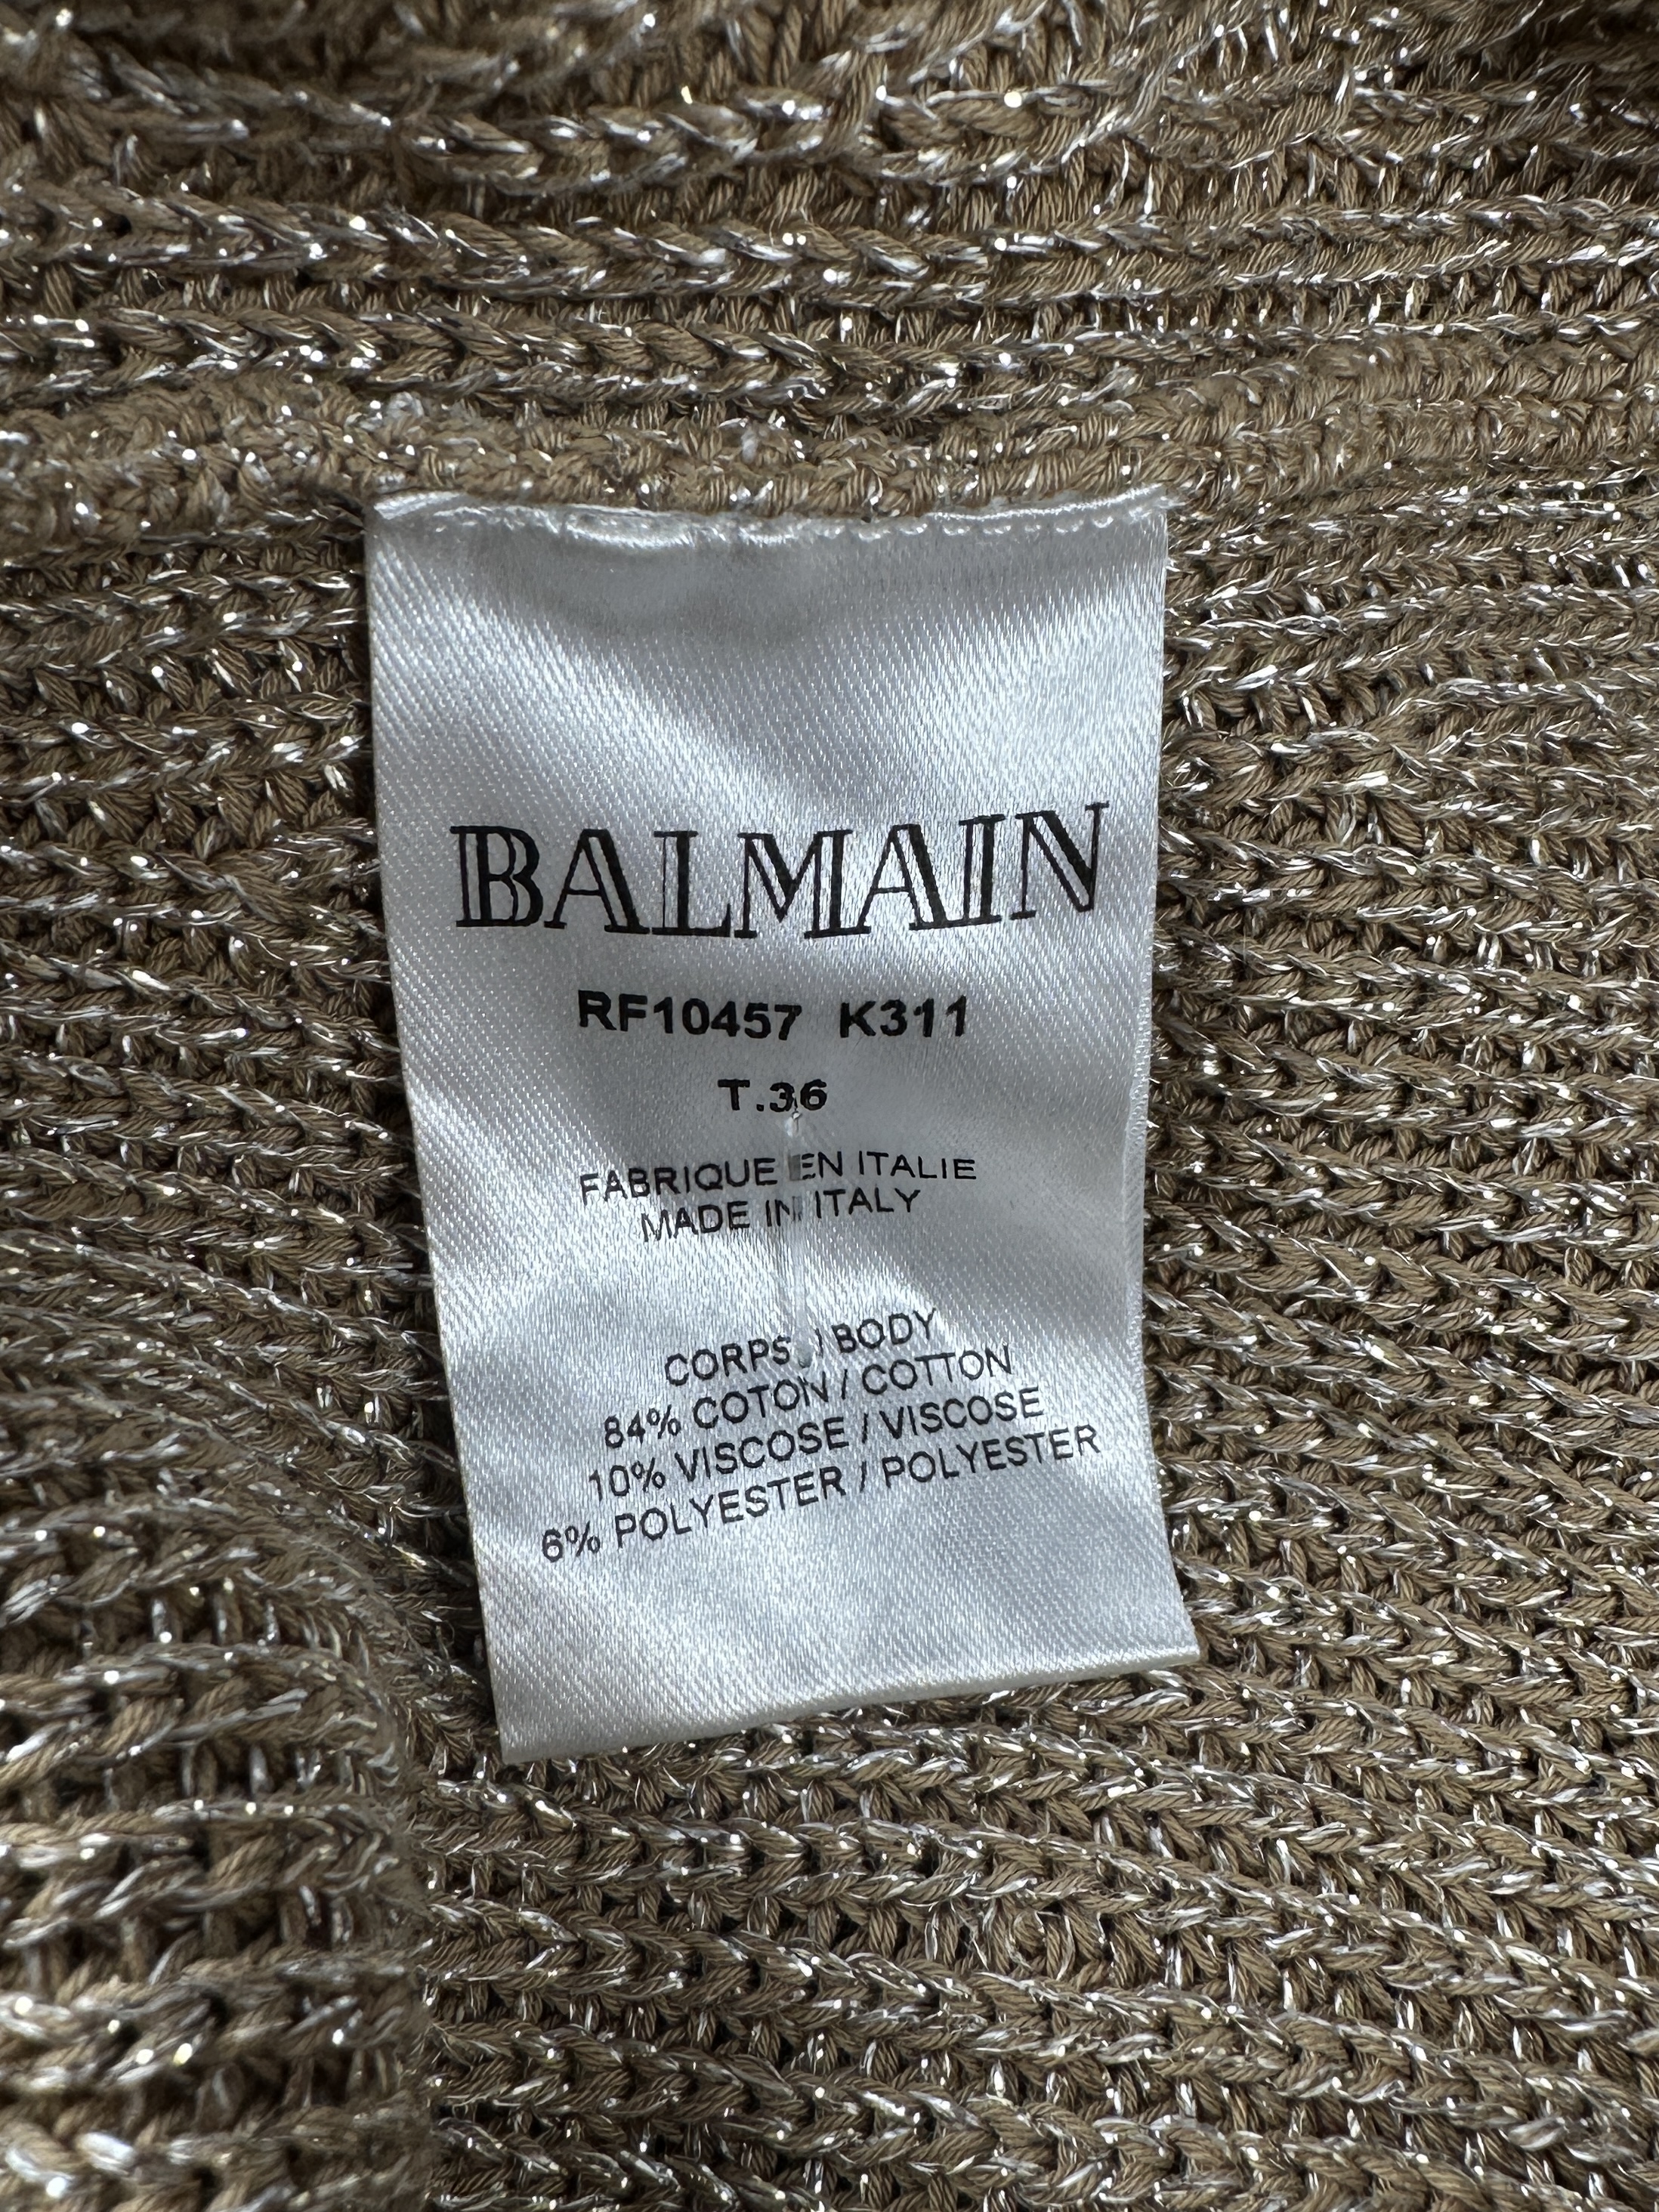 BALMAIN
RF10457 K311
T.36
FABRIQUE EN ITALIE
MADE IN ITALY
CORPS / BODY
84% COTON / COTTON
10% VISCOSE / VISCOSE
6% POLYESTER / POLYESTER